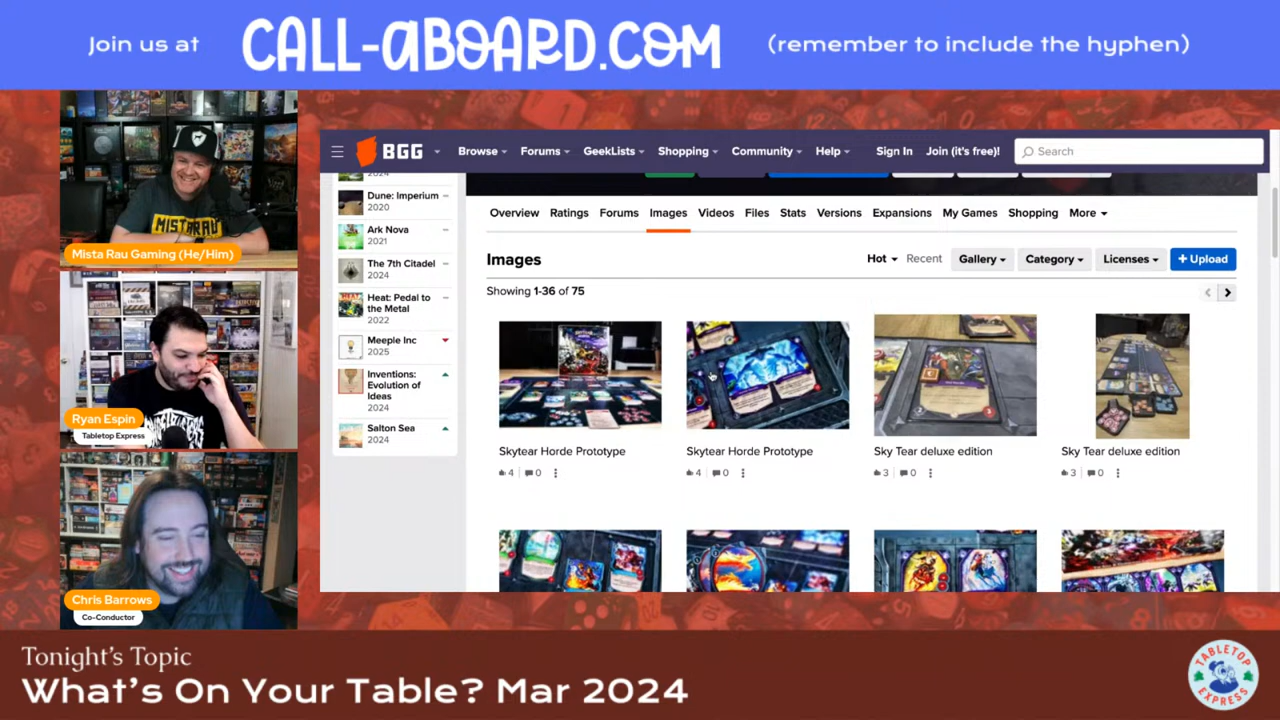 Join us at CALL-ABOARD.COM (remember to include the hyphen)
MISTARAU
Mista Rau Gaming (He/Him)
Ryan Espin
Tabletop Express
Chris Barrows
Co-Conductor
BGG Browse Forums GeekLists Shopping Community Help Sign In Join (it's free!) Search
2024
Dune: Imperium
2020
Ark Nova
2021
The 7th Citadel
2024
Heat: Pedal to
the Metal
2022
Meeple Inc
2025
Inventions:
Evolution of
Ideas
2024
Salton Sea
2024
Overview Ratings Forums Images Videos Files Stats Versions Expansions My Games Shopping More
Images
Hot Recent Gallery Category Licenses + Upload
Showing 1-36 of 75
Skytear Horde Prototype
4 0
Skytear Horde Prototype
4 0
Sky Tear deluxe edition
3 0
Sky Tear deluxe edition
3 0
Tonight's Topic
What's On Your Table? Mar 2024
TABLETOP
EXPRESS